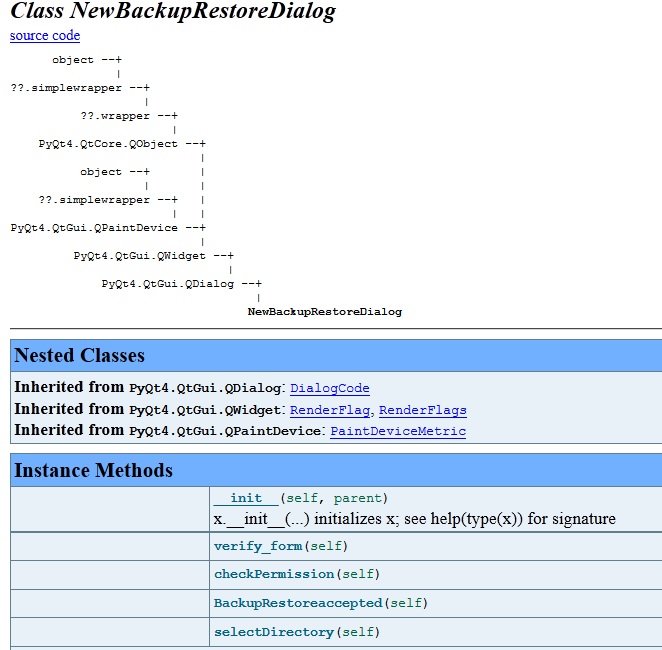 Class NewBackupRestoreDialog
source code
object --+
|
??.simplewrapper --+
|
??.wrapper --+
|
PyQt4.QtCore.QObject --+
|
object --+ |
| |
??.simplewrapper --+ |
| |
PyQt4.QtGui.QPaintDevice --+
|
PyQt4.QtGui.QWidget --+
|
PyQt4.QtGui.QDialog --+
|
NewBackupRestoreDialog
Nested Classes
Inherited from PyQt4.QtGui.QDialog: DialogCode
Inherited from PyQt4.QtGui.QWidget: RenderFlag, RenderFlags
Inherited from PyQt4.QtGui.QPaintDevice: PaintDeviceMetric
Instance Methods
__init__(self, parent)
x.__init__(...) initializes x; see help(type(x)) for signature
verify_form(self)
checkPermission(self)
BackupRestoreaccepted(self)
selectDirectory(self)